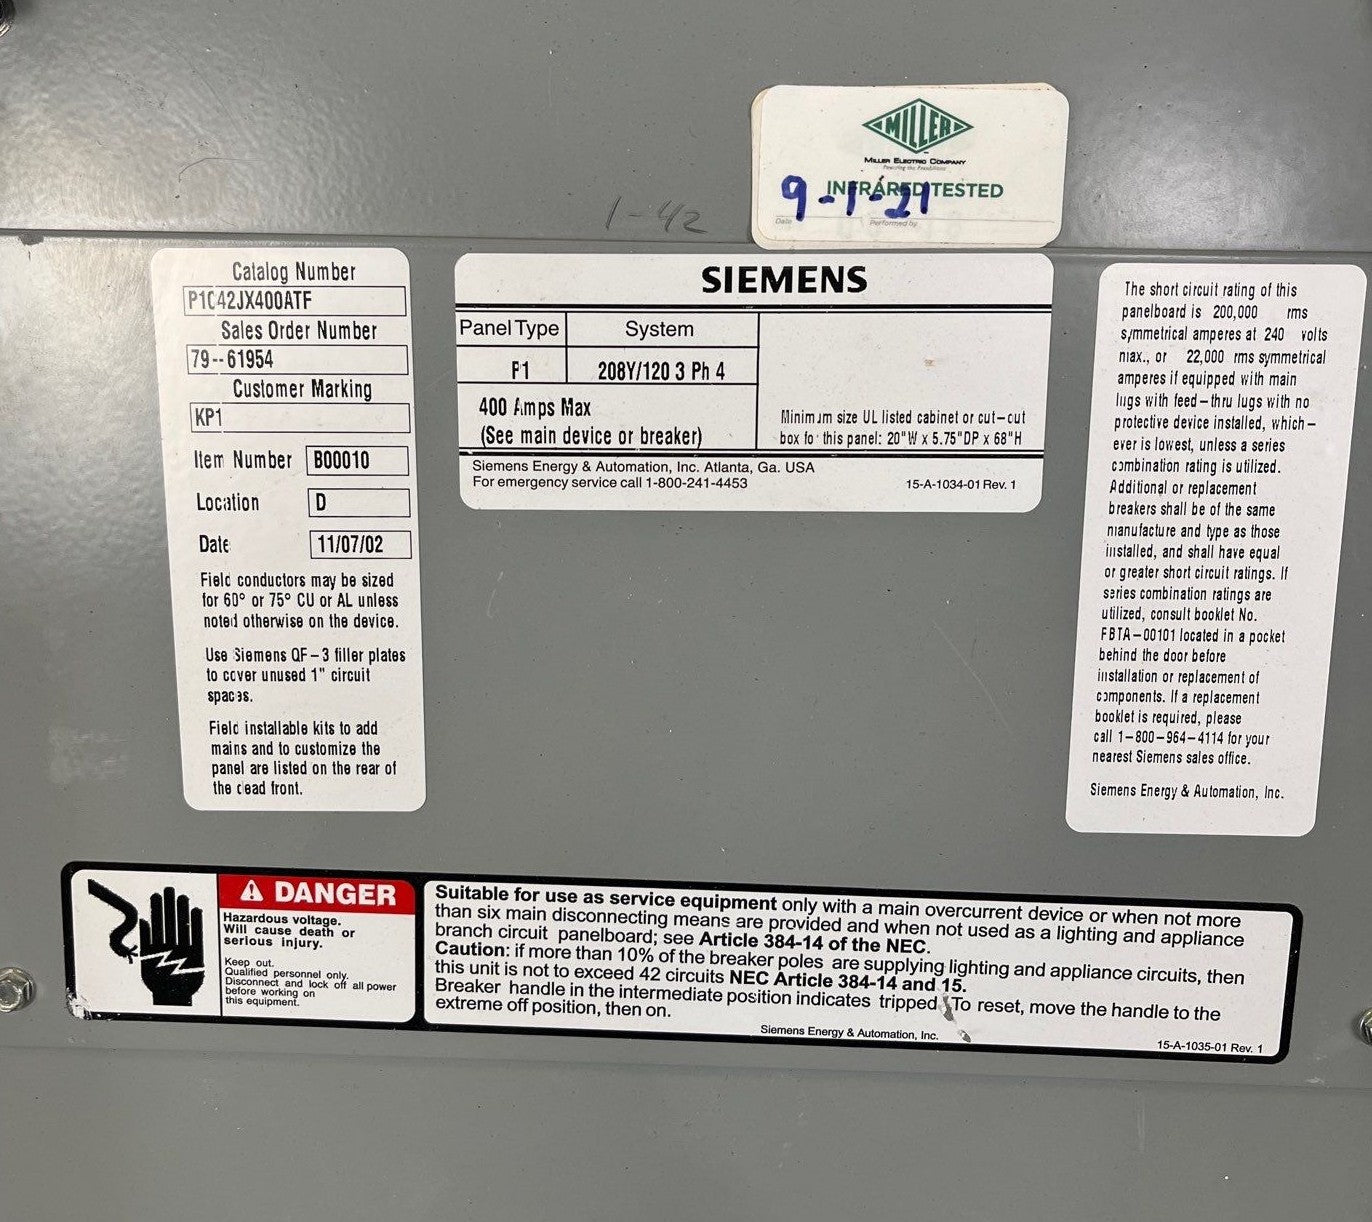 MILLER
MILLER ELECTRIC COMPANY
INFRARED TESTED
9-1-21
Date
Performed by
1-42
Catalog Number
P1C42JX400ATF
Sales Order Number
79--61954
Customer Marking
KP1
Item Number B00010
Location D
Date 11/07/02
Field conductors may be sized
for 60° or 75° CU or AL unless
noted otherwise on the device.
Use Siemens QF-3 filler plates
to cover unused 1" circuit
spaces.
Field installable kits to add
mains and to customize the
panel are listed on the rear of
the dead front.
SIEMENS
Panel Type System
P1 208Y/120 3 Ph 4
400 Amps Max
(See main device or breaker)
Minimum size UL listed cabinet or cut-cut
box for this panel: 20"W x 5.75"DP x 68"H
Siemens Energy & Automation, Inc. Atlanta, Ga. USA
For emergency service call 1-800-241-4453
15-A-1034-01 Rev. 1
The short circuit rating of this
panelboard is 200,000 rms
symmetrical amperes at 240 volts
max., or 22,000 rms symmetrical
amperes if equipped with main
lugs with feed-thru lugs with no
protective device installed, which-
ever is lowest, unless a series
combination rating is utilized.
Additional or replacement
breakers shall be of the same
manufacture and type as those
installed, and shall have equal
or greater short circuit ratings. If
series combination ratings are
utilized, consult booklet No.
FBTA-00101 located in a pocket
behind the door before
installation or replacement of
components. If a replacement
booklet is required, please
call 1-800-964-4114 for your
nearest Siemens sales office.
Siemens Energy & Automation, Inc.
DANGER
Hazardous voltage.
Will cause death or
serious injury.
Keep out.
Qualified personnel only.
Disconnect and lock off all power
before working on
this equipment.
Suitable for use as service equipment only with a main overcurrent device or when not more
than six main disconnecting means are provided and when not used as a lighting and appliance
branch circuit panelboard; see Article 384-14 of the NEC.
Caution: if more than 10% of the breaker poles are supplying lighting and appliance circuits, then
this unit is not to exceed 42 circuits NEC Article 384-14 and 15.
Breaker handle in the intermediate position indicates tripped. To reset, move the handle to the
extreme off position, then on.
Siemens Energy & Automation, Inc.
15-A-1035-01 Rev. 1